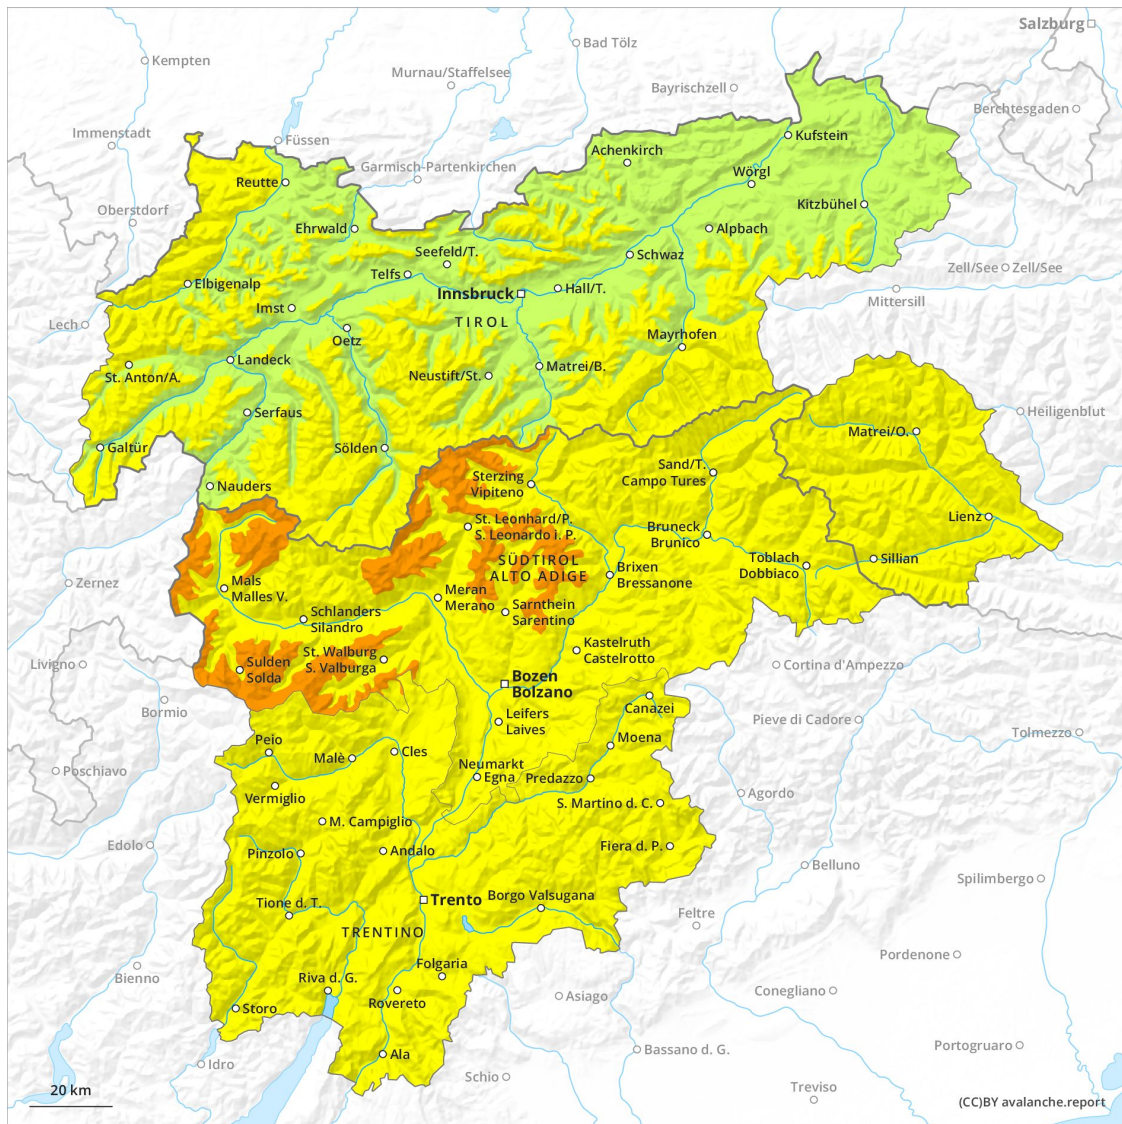 Salzburg
Bad Tölz
Kempten
Murnau/Staffelsee
Bayrischzell
Berchtesgaden
Immenstadt
Füssen
Kufstein
Achenkirch
Garmisch-Partenkirchen
Wörgl
Reutte
Oberstdorf
Kitzbühel
Ehrwald
Alpbach
Seefeld/T.
Schwaz
Telfs
Zell/See
Zell/See
Elbigenalp
Innsbruck
Hall/T.
Mittersill
Imst
TIROL
Lech
Oetz
Mayrhofen
Landeck
Matrei/B.
St. Anton/A.
Neustift/St.
Serfaus
Heiligenblut
Matrei/O.
Galtür
Sölden
Sand/T.
Campo Tures
Sterzing
Vipiteno
Nauders
Lienz
St. Leonhard/P.
S. Leonardo i. P.
Bruneck
Brunico
Toblach
Dobbiaco
Sillian
SÜDTIROL
ALTO ADIGE
Brixen
Bressanone
Zernez
Mals
Malles V.
Meran
Merano
Schlanders
Silandro
Sarnthein
Sarentino
Kastelruth
Castelrotto
Livigno
St. Walburg
S. Valburga
Sulden
Solda
Cortina d'Ampezzo
Bozen
Bolzano
Bormio
Canazei
Leifers
Laives
Pieve di Cadore
Tolmezzo
Moena
Peio
Cles
Malè
Neumarkt
Egna
Predazzo
Poschiavo
Vermiglio
Agordo
S. Martino d. C.
M. Campiglio
Edolo
Pinzolo
Andalo
Fiera d. P.
Belluno
Spilimbergo
Trento
Borgo Valsugana
Tione d. T.
Feltre
TRENTINO
Pordenone
Folgaria
Bienno
Riva d. G.
Rovereto
Asiago
Conegliano
Storo
Bassano d. G.
Portogruaro
Ala
Idro
Schio
Treviso
20 km
(CC)BY avalanche.report